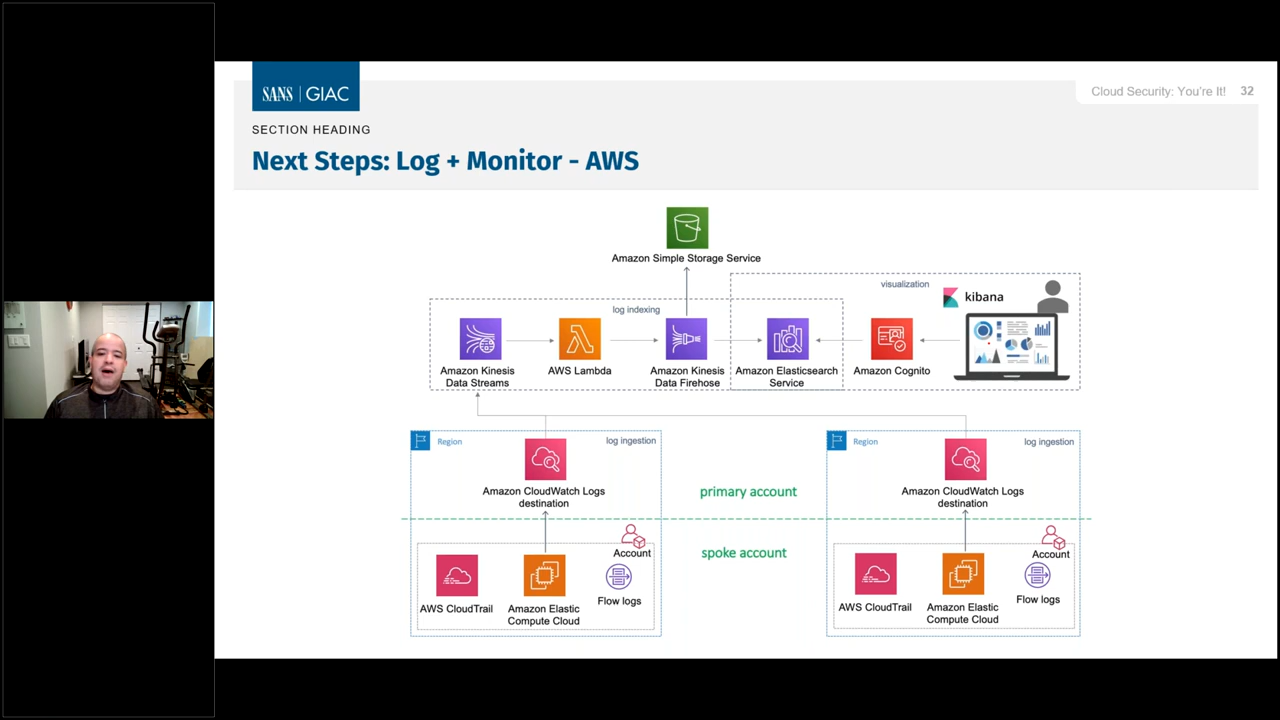 SANS | GIAC
Cloud Security: You're It! 32
SECTION HEADING
Next Steps: Log + Monitor - AWS
Amazon Simple Storage Service
visualization
kibana
log indexing
Amazon Kinesis
Data Streams
AWS Lambda
Amazon Kinesis
Data Firehose
Amazon Elasticsearch
Service
Amazon Cognito
Region
log ingestion
Amazon CloudWatch Logs
destination
primary account
Region
log ingestion
Amazon CloudWatch Logs
destination
spoke account
Account
AWS CloudTrail
Amazon Elastic
Compute Cloud
Flow logs
Account
AWS CloudTrail
Amazon Elastic
Compute Cloud
Flow logs